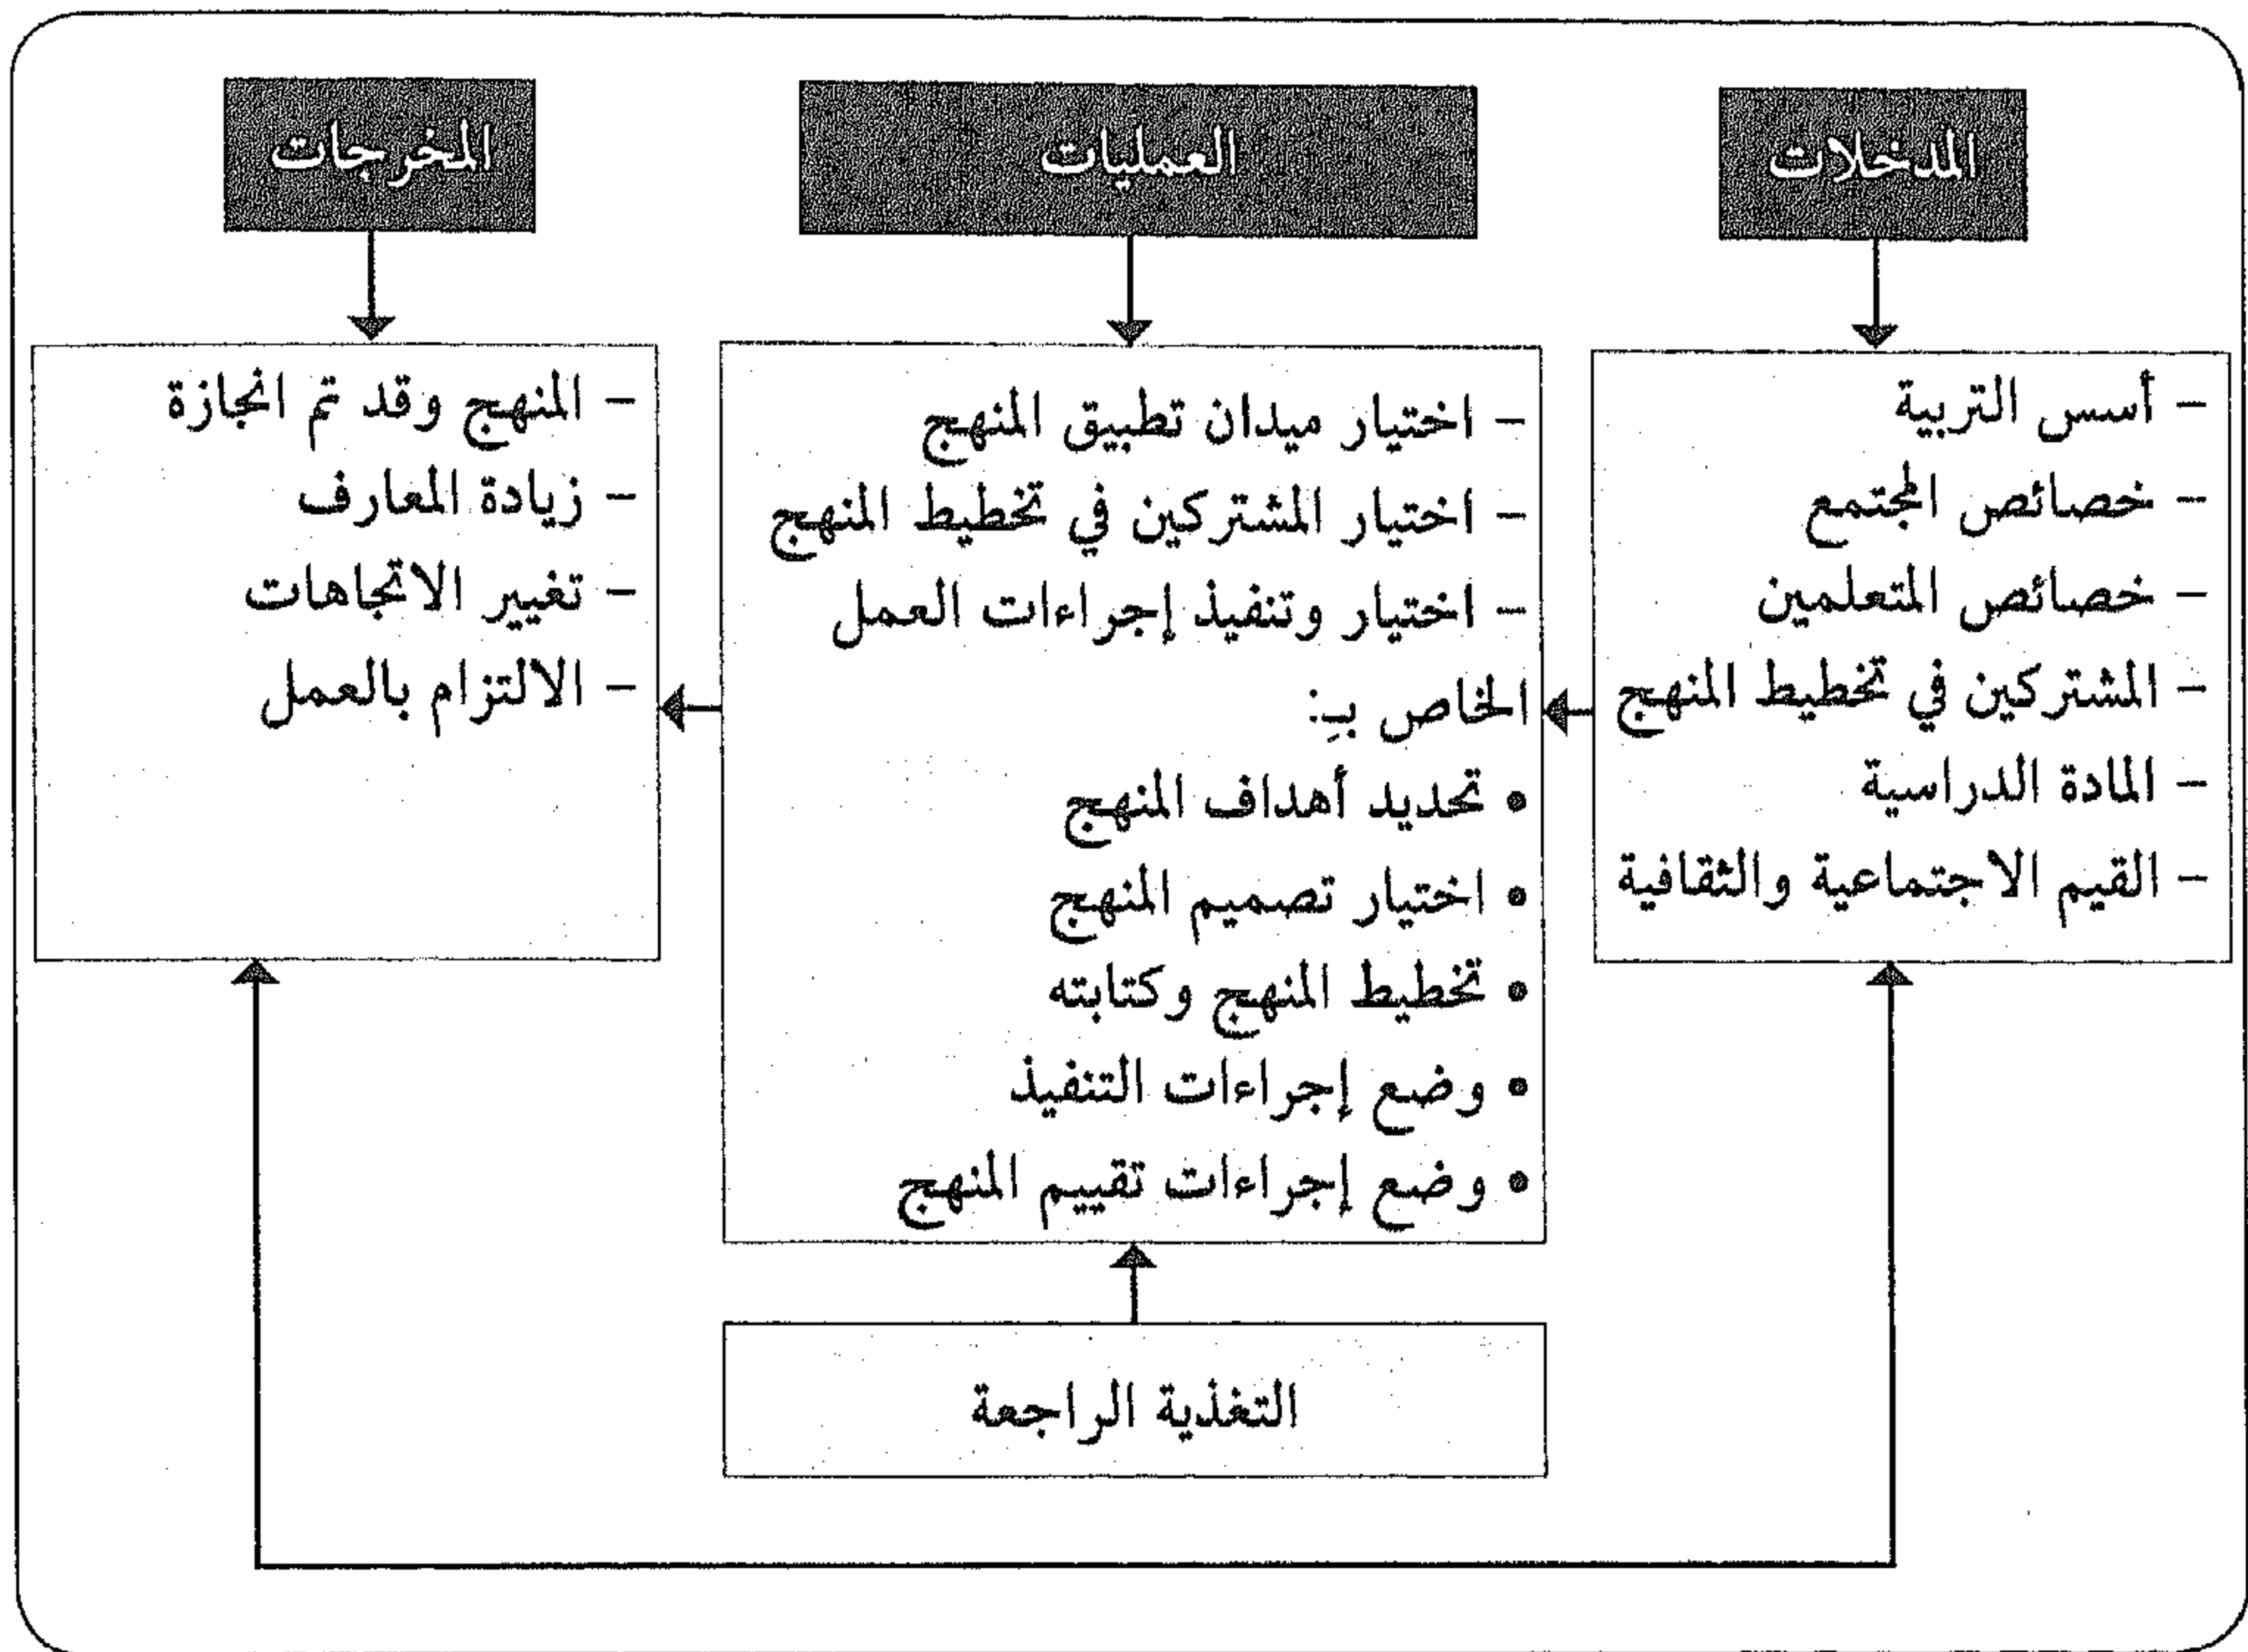 المدخلات
- أسس التربية
- خصائص المجتمع
- خصائص المتعلمين
- المشتركين في تخطيط المنهج
- المادة الدراسية
- القيم الاجتماعية والثقافية
العمليات
- اختيار ميدان تطبيق المنهج
- اختيار المشتركين في تخطيط المنهج
- اختيار وتنفيذ إجراءات العمل
الخاص بـِ:
• تحديد أهداف المنهج
• اختيار تصميم المنهج
• تخطيط المنهج وكتابته
• وضع إجراءات التنفيذ
• وضع إجراءات تقييم المنهج
المخرجات
- المنهج وقد تم انجازة
- زيادة المعارف
- تغيير الاتجاهات
- الالتزام بالعمل
التغذية الراجعة